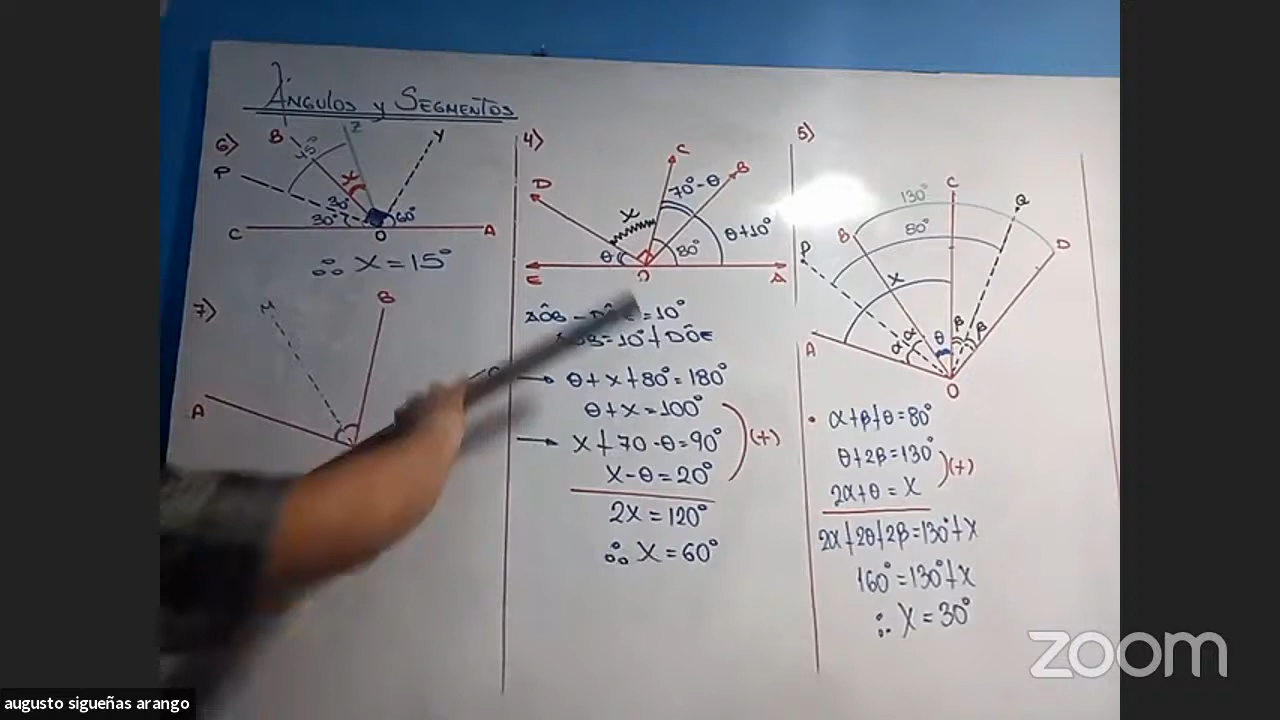 Ángulos y Segmentos
6)
B
45°
Z
Y
P
X
30°
30°
60°
C
O
A
∴ X = 15°
7)
B
A
C
4)
C
B
D
70°-θ
X
θ+10°
θ
80°
E
O
A
= 10°
= 10° + DÔE
→ θ + X + 80° = 180°
θ + X = 100°
→ X + 70 - θ = 90°
(+)
X - θ = 20°
2X = 120°
∴ X = 60°
5)
C
130°
Q
B
80°
D
P
X
A
α
α
θ
β
β
O
• α+β+θ=80°
θ+2β=130°
(+)
2α+θ = X
2α+2θ+2β=130°+X
160°=130°+X
∴ X = 30°
zoom
augusto sigueñas arango